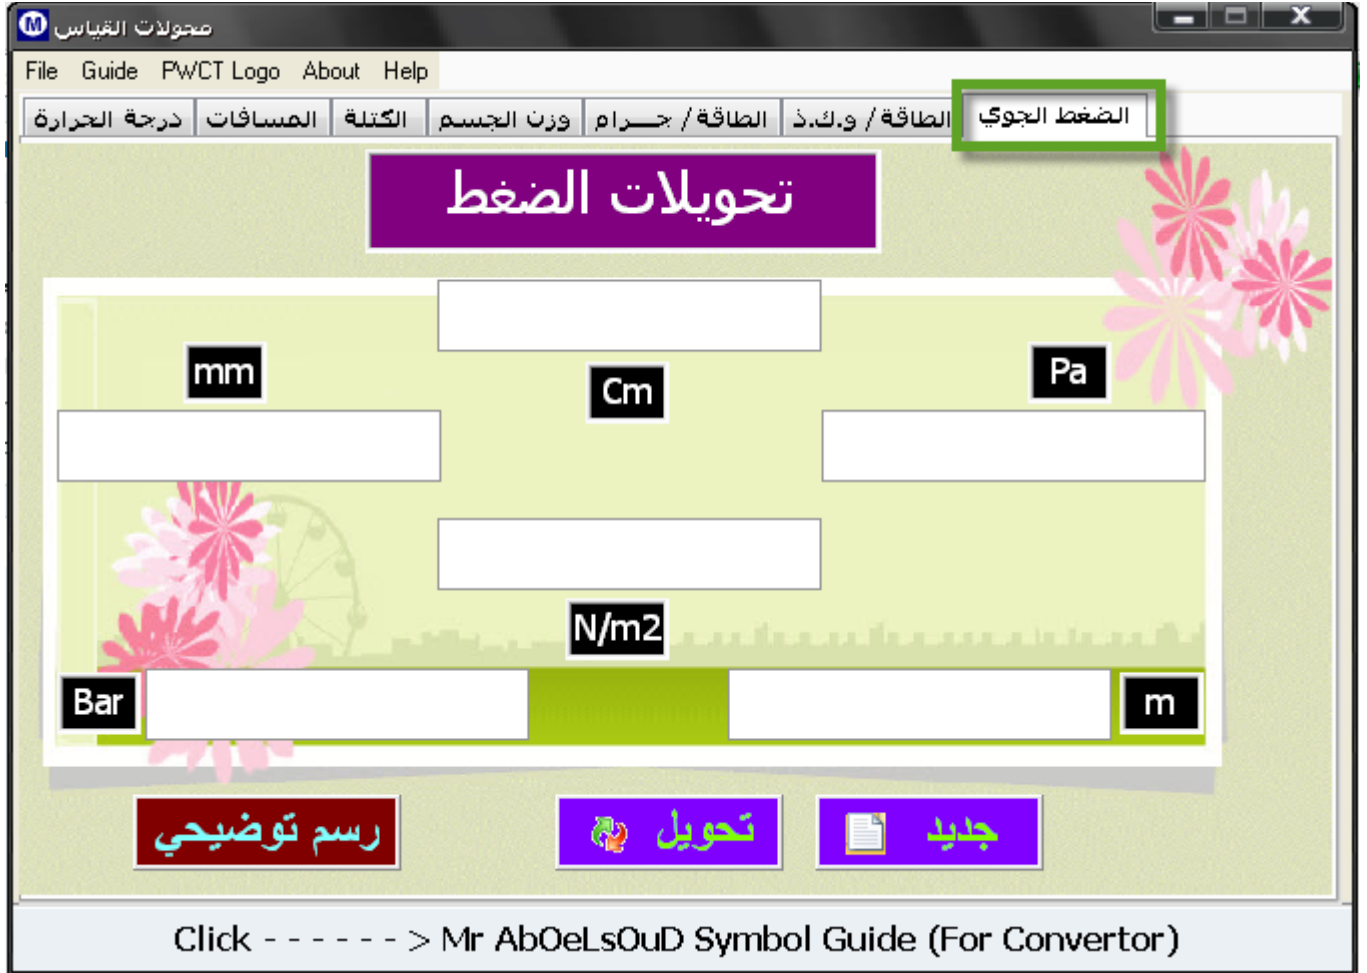 محولات القياس
File Guide PWCT Logo About Help
الضغط الجوي الطاقة / و.ك.ذ الطاقة / جـــرام وزن الجسم الكتلة المسافات درجة الحرارة
تحويلات الضغط
mm
Cm
Pa
N/m2
Bar
m
جديد
تحويل
رسم توضيحي
Click - - - - - - > Mr AbOeLsOuD Symbol Guide (For Convertor)